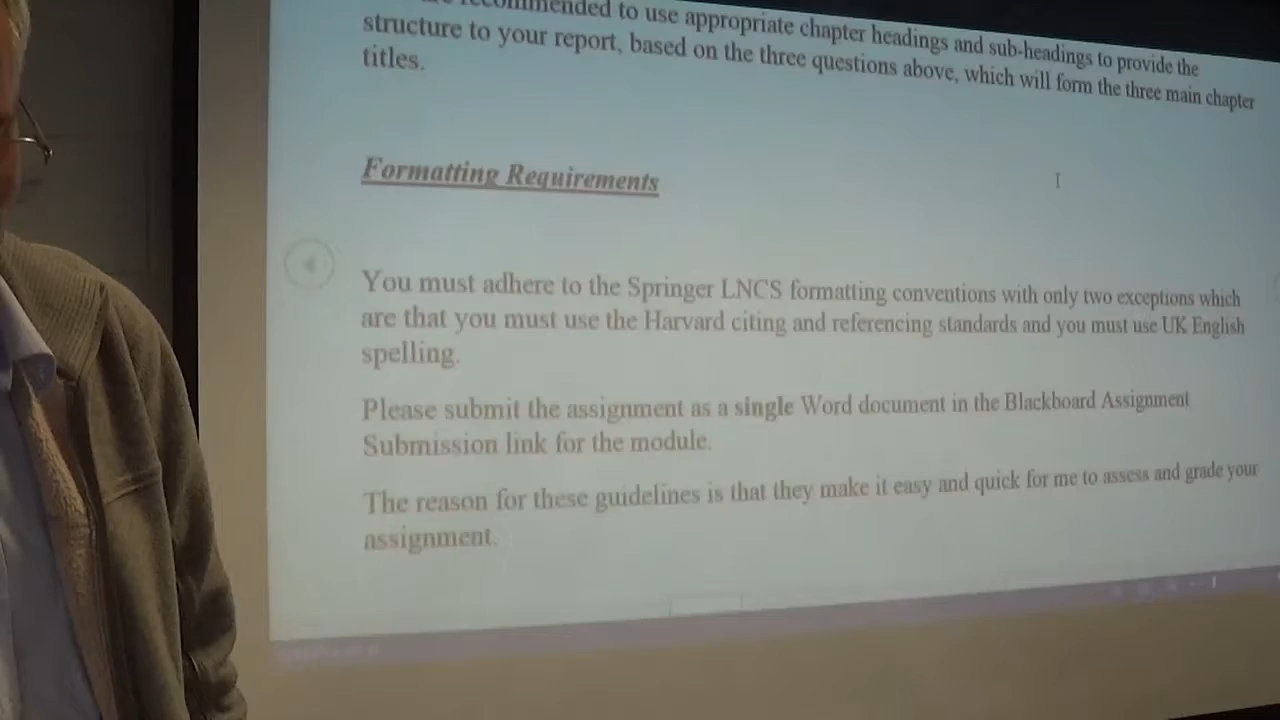 recommended to use appropriate chapter headings and sub-headings to provide the
structure to your report, based on the three questions above, which will form the three main chapter
titles.
Formatting Requirements
You must adhere to the Springer LNCS formatting conventions with only two exceptions which
are that you must use the Harvard citing and referencing standards and you must use UK English
spelling.
Please submit the assignment as a single Word document in the Blackboard Assignment
Submission link for the module.
The reason for these guidelines is that they make it easy and quick for me to assess and grade your
assignment.